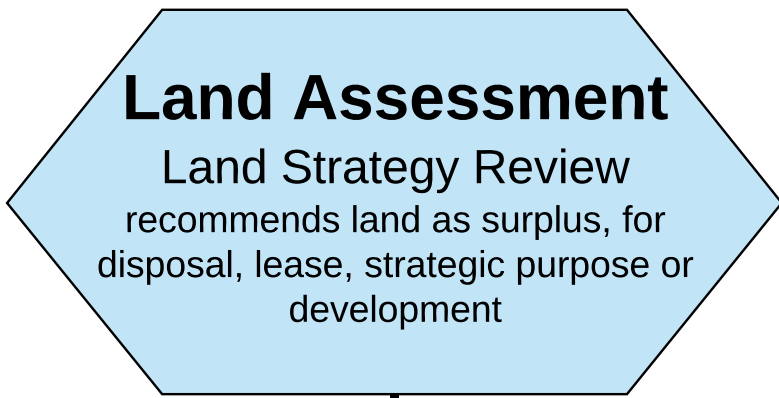 Land Assessment
Land Strategy Review
recommends land as surplus, for
disposal, lease, strategic purpose or
development